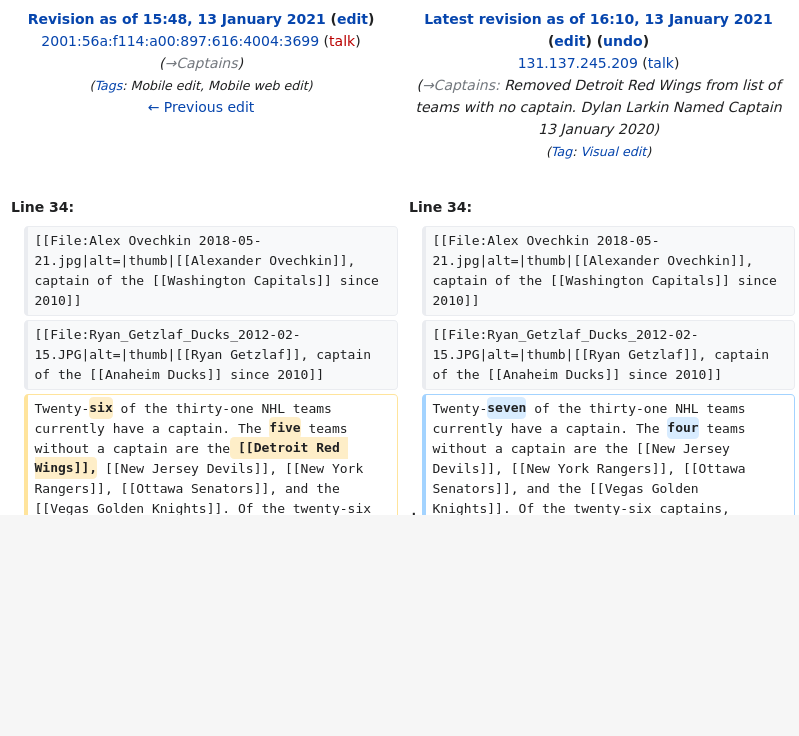 Revision as of 15:48, 13 January 2021 (edit)
2001:56a:f114:a00:897:616:4004:3699 (talk)
(→Captains)
(Tags: Mobile edit, Mobile web edit)
← Previous edit
Latest revision as of 16:10, 13 January 2021
(edit) (undo)
131.137.245.209 (talk)
(→Captains: Removed Detroit Red Wings from list of
teams with no captain. Dylan Larkin Named Captain
13 January 2020)
(Tag: Visual edit)
Line 34:
[[File:Alex Ovechkin 2018-05-
21.jpg|alt=|thumb|[[Alexander Ovechkin]],
captain of the [[Washington Capitals]] since
2010]]
[[File:Ryan_Getzlaf_Ducks_2012-02-
15.JPG|alt=|thumb|[[Ryan Getzlaf]], captain
of the [[Anaheim Ducks]] since 2010]]
Twenty-six of the thirty-one NHL teams
currently have a captain. The five teams
without a captain are the [[Detroit Red
Wings]], [[New Jersey Devils]], [[New York
Rangers]], [[Ottawa Senators]], and the
[[Vegas Golden Knights]]. Of the twenty-six
Line 34:
[[File:Alex Ovechkin 2018-05-
21.jpg|alt=|thumb|[[Alexander Ovechkin]],
captain of the [[Washington Capitals]] since
2010]]
[[File:Ryan_Getzlaf_Ducks_2012-02-
15.JPG|alt=|thumb|[[Ryan Getzlaf]], captain
of the [[Anaheim Ducks]] since 2010]]
Twenty-seven of the thirty-one NHL teams
currently have a captain. The four teams
without a captain are the [[New Jersey
Devils]], [[New York Rangers]], [[Ottawa
Senators]], and the [[Vegas Golden
Knights]]. Of the twenty-six captains,